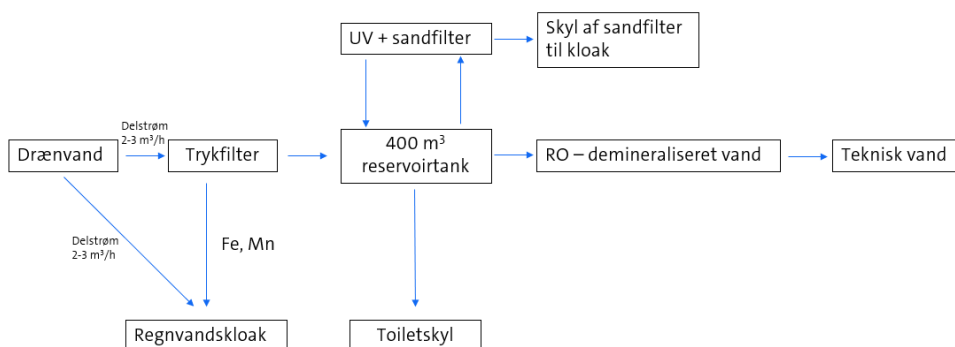 UV + sandfilter
Skyl af sandfilter
til kloak
Delstrøm
2-3 m³/h
Drænvand
Trykfilter
400 m³
reservoirtank
RO – demineraliseret vand
Teknisk vand
Delstrøm
2-3 m³/h
Fe, Mn
Regnvandskloak
Toiletskyl